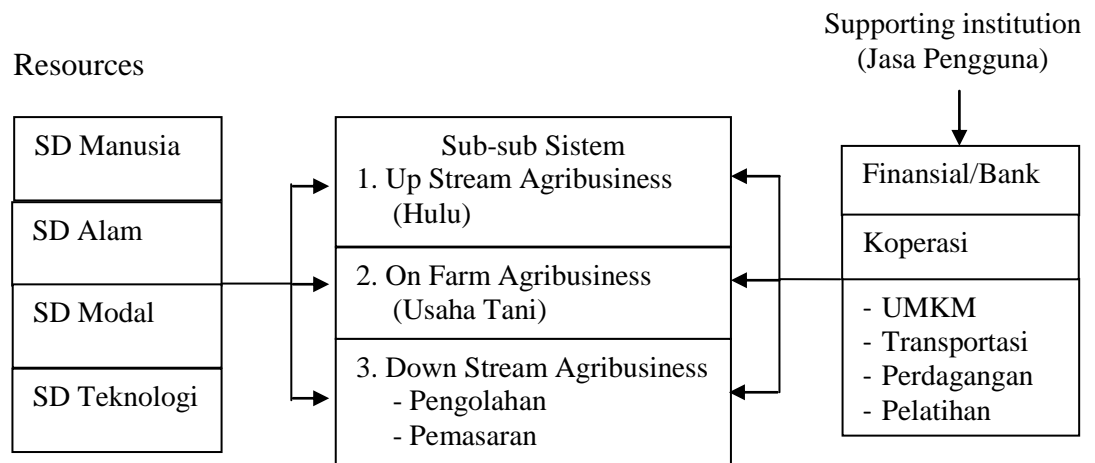 Resources
SD Manusia
SD Alam
SD Modal
SD Teknologi
Sub-sub Sistem
1. Up Stream Agribusiness
(Hulu)
2. On Farm Agribusiness
(Usaha Tani)
3. Down Stream Agribusiness
- Pengolahan
- Pemasaran
Supporting institution
(Jasa Pengguna)
Finansial/Bank
Koperasi
- UMKM
- Transportasi
- Perdagangan
- Pelatihan